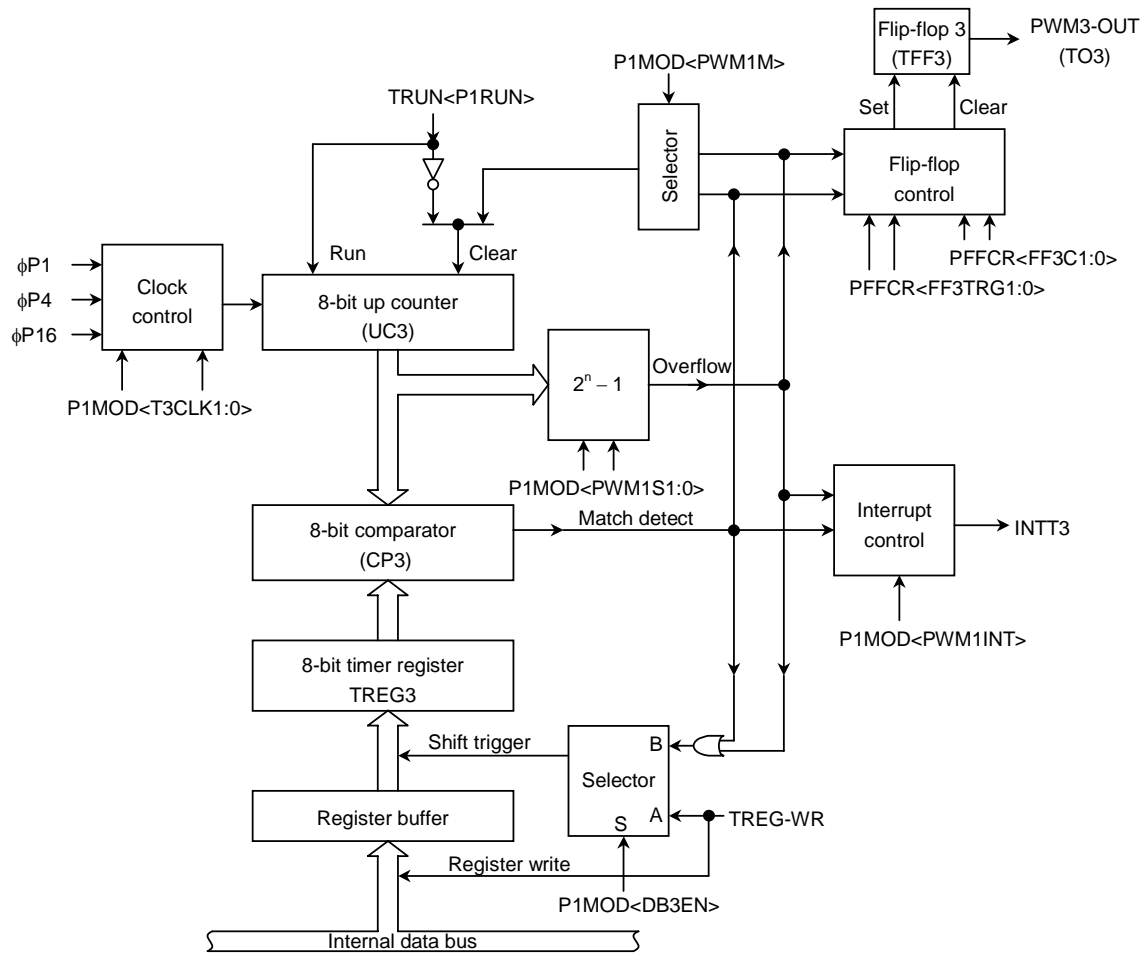 Flip-flop 3
(TFF3)
PWM3-OUT
(TO3)
P1MOD<PWM1M>
TRUN<P1RUN>
Set
Clear
Selector
Flip-flop
control
Run
Clear
PFFCR<FF3C1:0>
PFFCR<FF3TRG1:0>
ϕP1
ϕP4
ϕP16
Clock
control
8-bit up counter
(UC3)
P1MOD<T3CLK1:0>
2ⁿ – 1
Overflow
P1MOD<PWM1S1:0>
8-bit comparator
(CP3)
Match detect
Interrupt
control
INTT3
P1MOD<PWM1INT>
8-bit timer register
TREG3
Shift trigger
B
Selector
A
S
TREG-WR
Register buffer
Register write
P1MOD<DB3EN>
Internal data bus